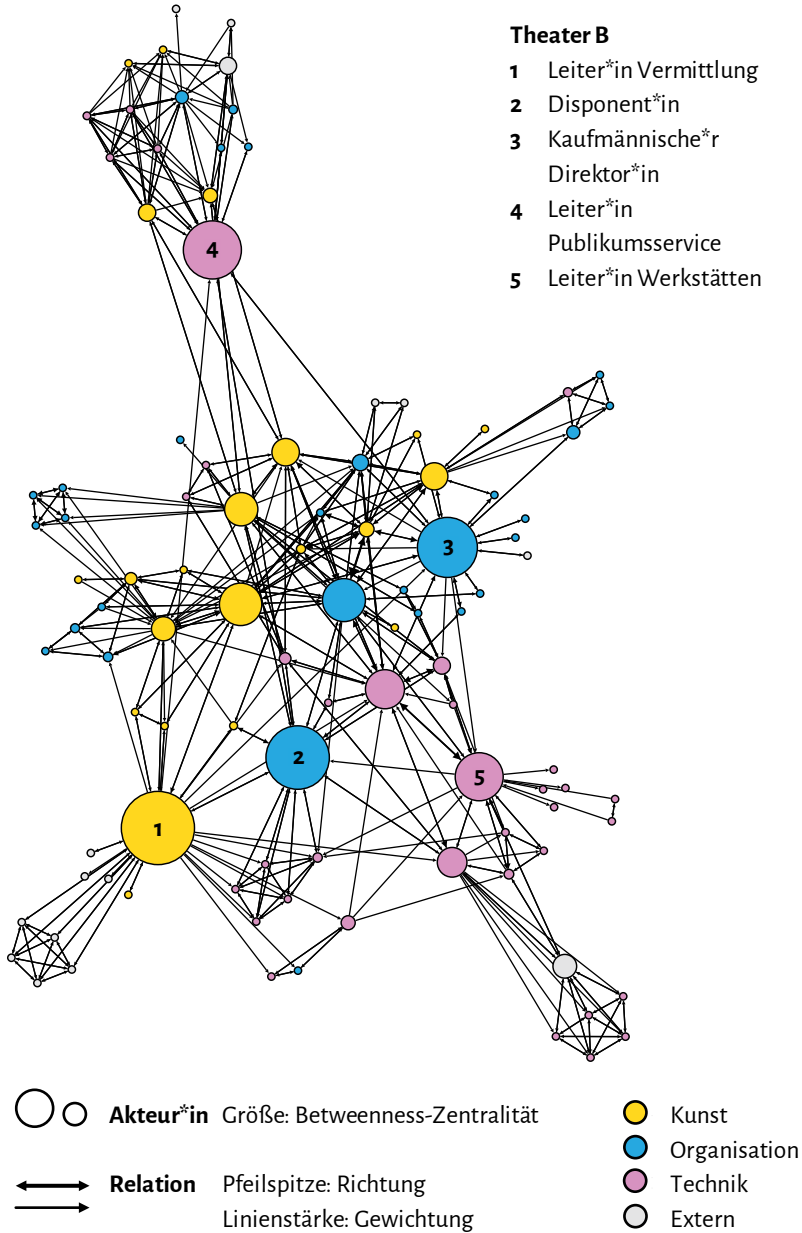 Theater B
1 Leiter*in Vermittlung
2 Disponent*in
3 Kaufmännische*r
Direktor*in
4 Leiter*in
Publikumsservice
5 Leiter*in Werkstätten
4
3
2
5
1
Akteur*in Größe: Betweenness-Zentralität
Relation Pfeilspitze: Richtung
Linienstärke: Gewichtung
Kunst
Organisation
Technik
Extern